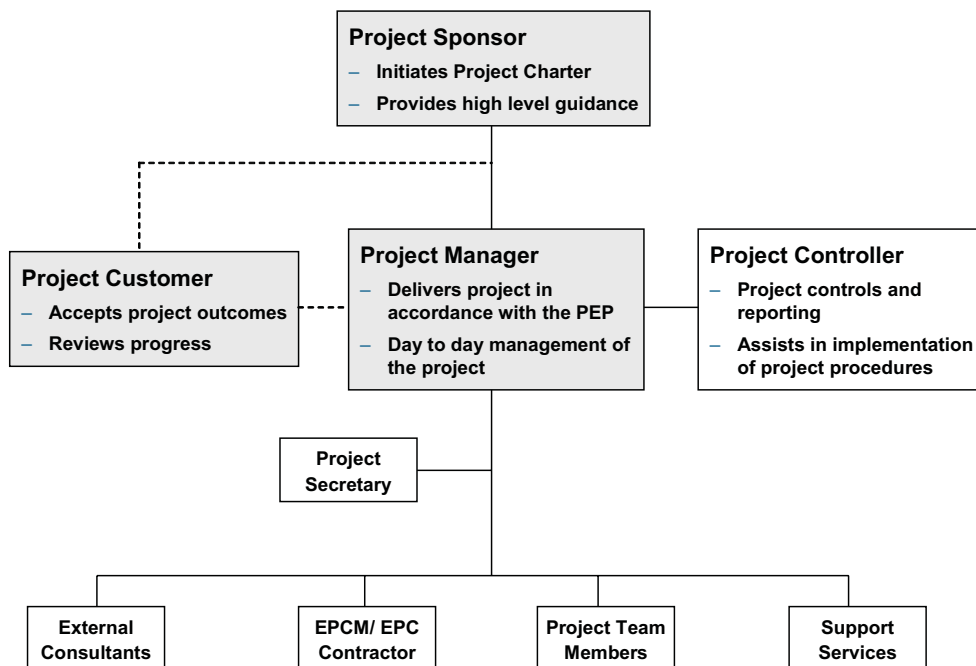 Project Sponsor
– Initiates Project Charter
– Provides high level guidance
Project Customer
– Accepts project outcomes
– Reviews progress
Project Manager
– Delivers project in
accordance with the PEP
– Day to day management of
the project
Project Controller
– Project controls and
reporting
– Assists in implementation
of project procedures
Project
Secretary
External
Consultants
EPCM/ EPC
Contractor
Project Team
Members
Support
Services